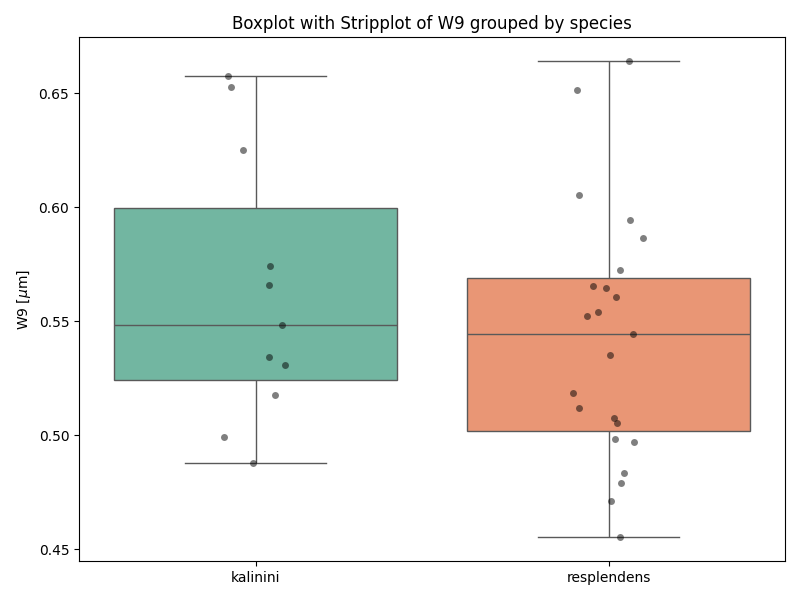 Boxplot with Stripplot of W9 grouped by species
W9 [μm]
0.65
0.60
0.55
0.50
0.45
kalinini
resplendens